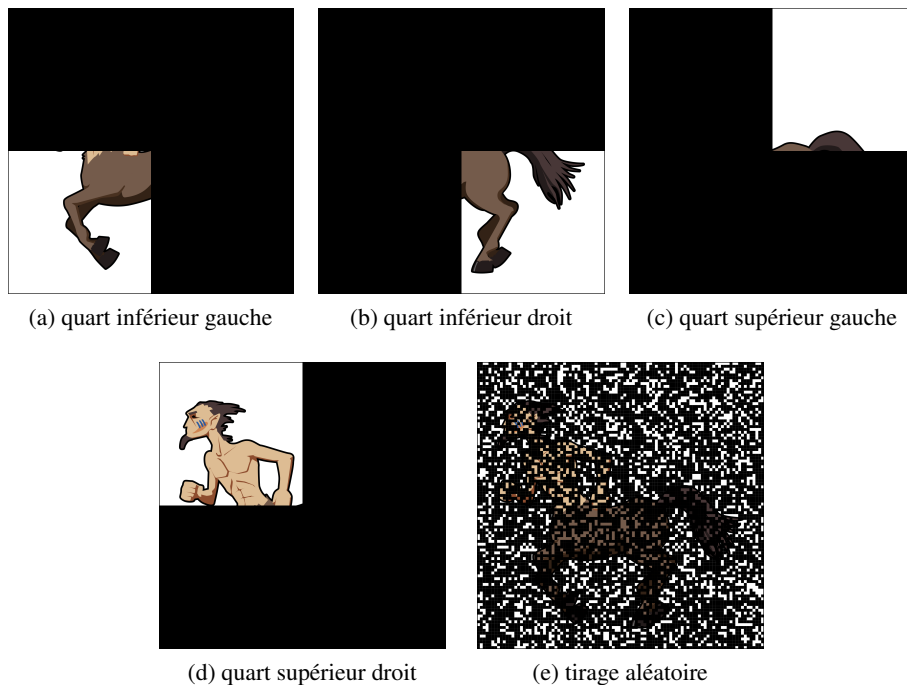 (a) quart inférieur gauche
(b) quart inférieur droit
(c) quart supérieur gauche
(d) quart supérieur droit
(e) tirage aléatoire